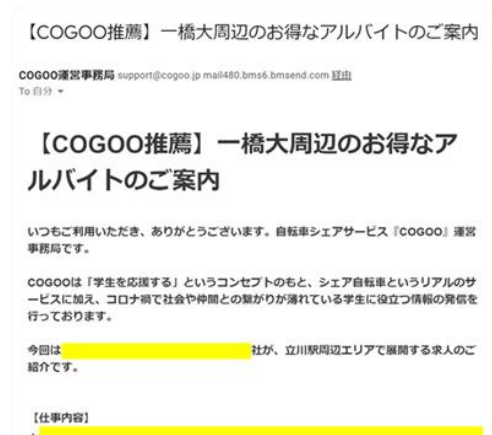 【COGOO推薦】一橋大周辺のお得なアルバイトのご案内
COGOO運営事務局 support@cogoo.jp mail480.bms6.bmsend.com 経由
To 自分
【COGOO推薦】一橋大周辺のお得なア
ルバイトのご案内
いつもご利用いただき、ありがとうございます。自転車シェアサービス『COGOO』運営
事務局です。
COGOOは「学生を応援する」というコンセプトのもと、シェア自転車というリアルのサ
ービスに加え、コロナ禍で社会や仲間との繋がりが薄れている学生に役立つ情報の発信を
行っております。
今回は 社が、立川駅周辺エリアで展開する求人のご
紹介です。
【仕事内容】